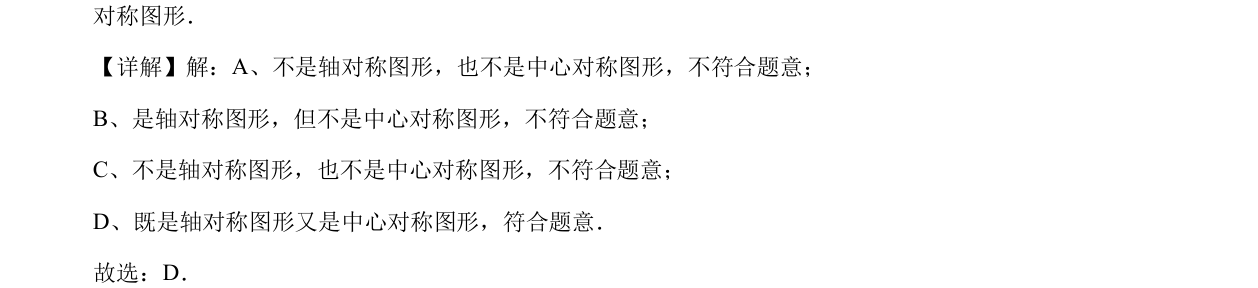 对称图形．
【详解】解：A、不是轴对称图形，也不是中心对称图形，不符合题意；
B、是轴对称图形，但不是中心对称图形，不符合题意；
C、不是轴对称图形，也不是中心对称图形，不符合题意；
D、既是轴对称图形又是中心对称图形，符合题意．
故选：D．